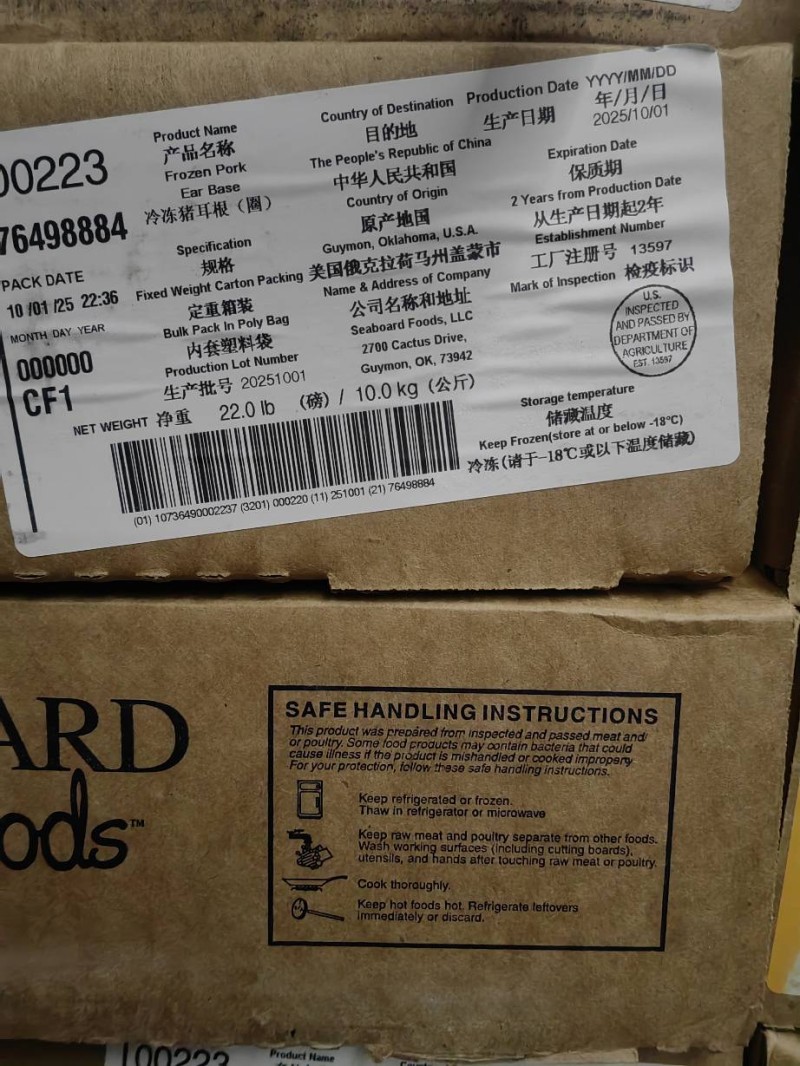 00223
76498884
PACK DATE
10 /01 /25 22:36
MONTH DAY YEAR
000000
CF1
Product Name
产品名称
Frozen Pork
Ear Base
冷冻猪耳根（圈）
Specification
规格
Fixed Weight Carton Packing
定重箱装
Bulk Pack In Poly Bag
内套塑料袋
Production Lot Number
生产批号 20251001
NET WEIGHT 净重 22.0 lb （磅）/ 10.0 kg（公斤）
Country of Destination
目的地
The People's Republic of China
中华人民共和国
Country of Origin
原产地国
Guymon, Oklahoma, U.S.A.
美国俄克拉荷马州盖蒙市
Name & Address of Company
公司名称和地址
Seaboard Foods, LLC
2700 Cactus Drive,
Guymon, OK, 73942
Production Date YYYY/MM/DD
生产日期 年/月/日
2025/10/01
Expiration Date
保质期
2 Years from Production Date
从生产日期起2年
Establishment Number
工厂注册号 13597
Mark of Inspection 检疫标识
U.S.
INSPECTED
AND PASSED BY
DEPARTMENT OF
AGRICULTURE
EST. 13597
Storage temperature
储藏温度
Keep Frozen(store at or below -18°C)
冷冻(请于-18℃或以下温度储藏)
(01) 10736490002237 (3201) 000220 (11) 251001 (21) 76498884
ARD
ods™
SAFE HANDLING INSTRUCTIONS
This product was prepared from inspected and passed meat and/
or poultry. Some food products may contain bacteria that could
cause illness if the product is mishandled or cooked improperly.
For your protection, follow these safe handling instructions.
Keep refrigerated or frozen.
Thaw in refrigerator or microwave
Keep raw meat and poultry separate from other foods.
Wash working surfaces (including cutting boards),
utensils, and hands after touching raw meat or poultry.
Cook thoroughly.
Keep hot foods hot. Refrigerate leftovers
immediately or discard.
100223
Product Name